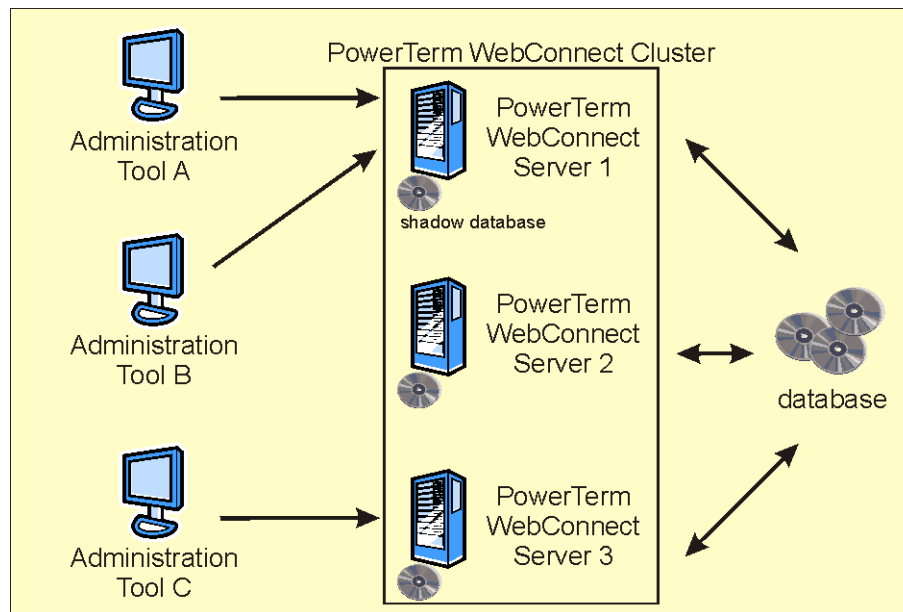 PowerTerm WebConnect Cluster
Administration
Tool A
PowerTerm
WebConnect
Server 1
shadow database
Administration
Tool B
PowerTerm
WebConnect
Server 2
database
Administration
Tool C
PowerTerm
WebConnect
Server 3